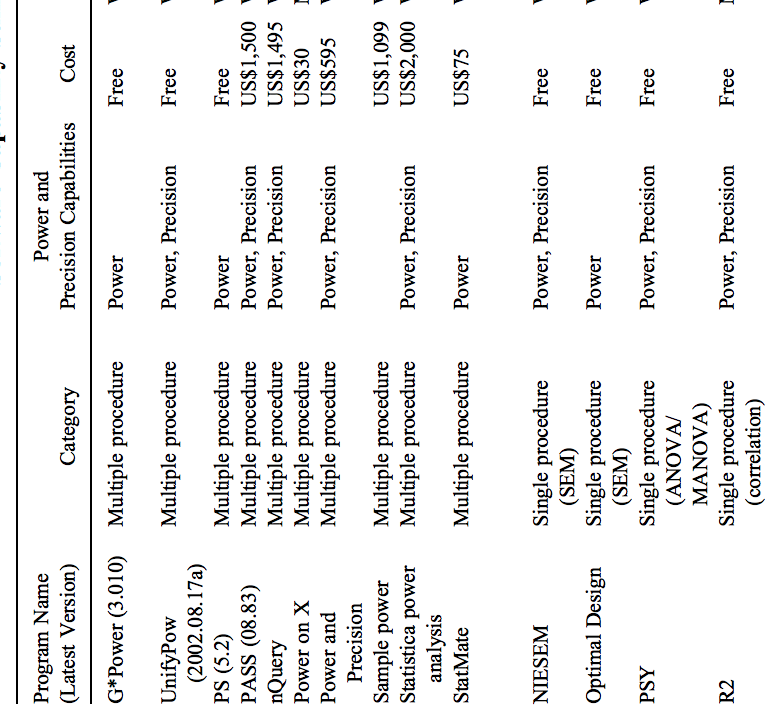 Program Name Power and
(Latest Version) Category Precision Capabilities Cost
G*Power (3.010) Multiple procedure Power Free
UnifyPow Multiple procedure Power, Precision Free
(2002.08.17a)
PS (5.2) Multiple procedure Power Free
PASS (08.83) Multiple procedure Power, Precision US$1,500
nQuery Multiple procedure Power, Precision US$1,495
Power on X Multiple procedure US$30
Power and Multiple procedure Power, Precision US$595
Precision
Sample power Multiple procedure US$1,099
Statistica power Multiple procedure Power, Precision US$2,000
analysis
StatMate Multiple procedure Power US$75
NIESEM Single procedure Power, Precision Free
(SEM)
Optimal Design Single procedure Power Free
(SEM)
PSY Single procedure Power, Precision Free
(ANOVA/
MANOVA)
R2 Single procedure Power, Precision Free
(correlation)